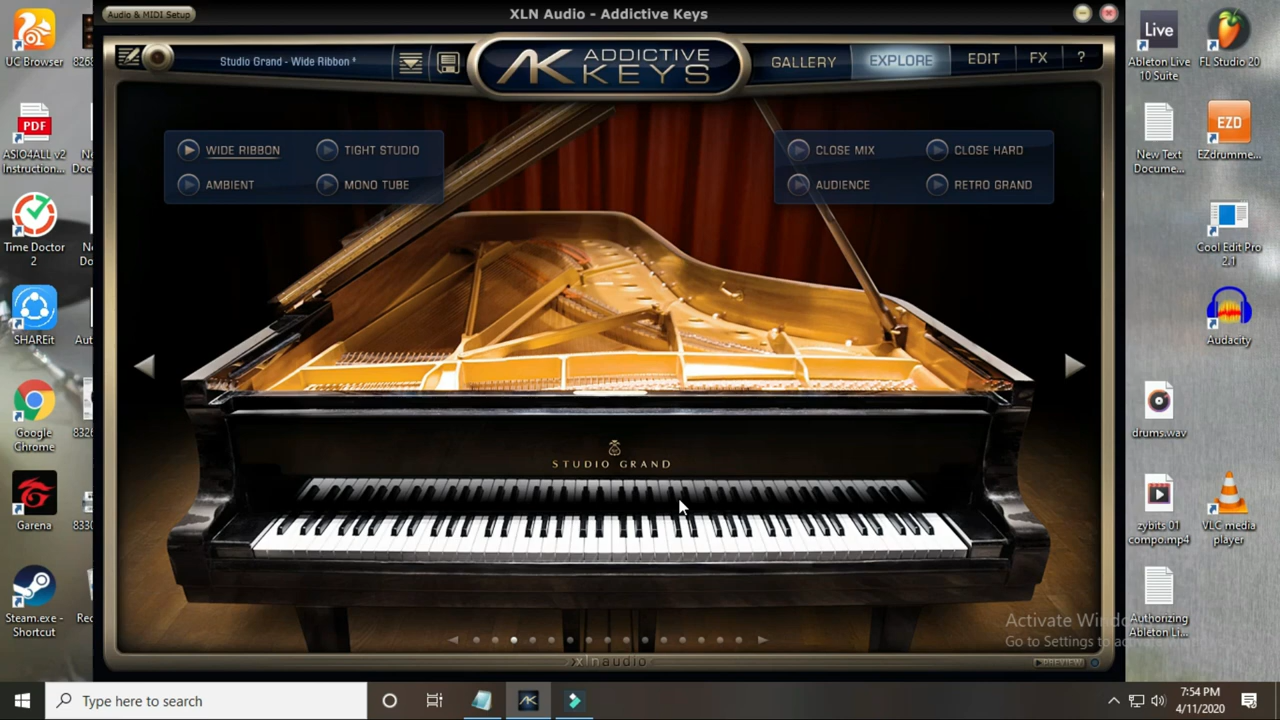 Audio & MIDI Setup
XLN Audio - Addictive Keys
Studio Grand - Wide Ribbon *
ADDICTIVE
KEYS
GALLERY
EXPLORE
EDIT
FX
?
WIDE RIBBON
TIGHT STUDIO
AMBIENT
MONO TUBE
CLOSE MIX
CLOSE HARD
AUDIENCE
RETRO GRAND
STUDIO GRAND
xlnaudio
PREVIEW
UC Browser
PDF
ASIO4ALL v2
Instruction...
Time Doctor
2
SHAREit
Google
Chrome
Garena
Steam.exe -
Shortcut
8268
8330
Live
Ableton Live
10 Suite
FL Studio 20
New Text
Docume...
EZD
EZdrumme...
Cool Edit Pro
2.1
Audacity
drums.wav
zybits 01
compo.mp4
VLC media
player
Authorizing
Ableton Li...
Activate Windo
Go to Settings to activate
Type here to search
7:54 PM
4/11/2020